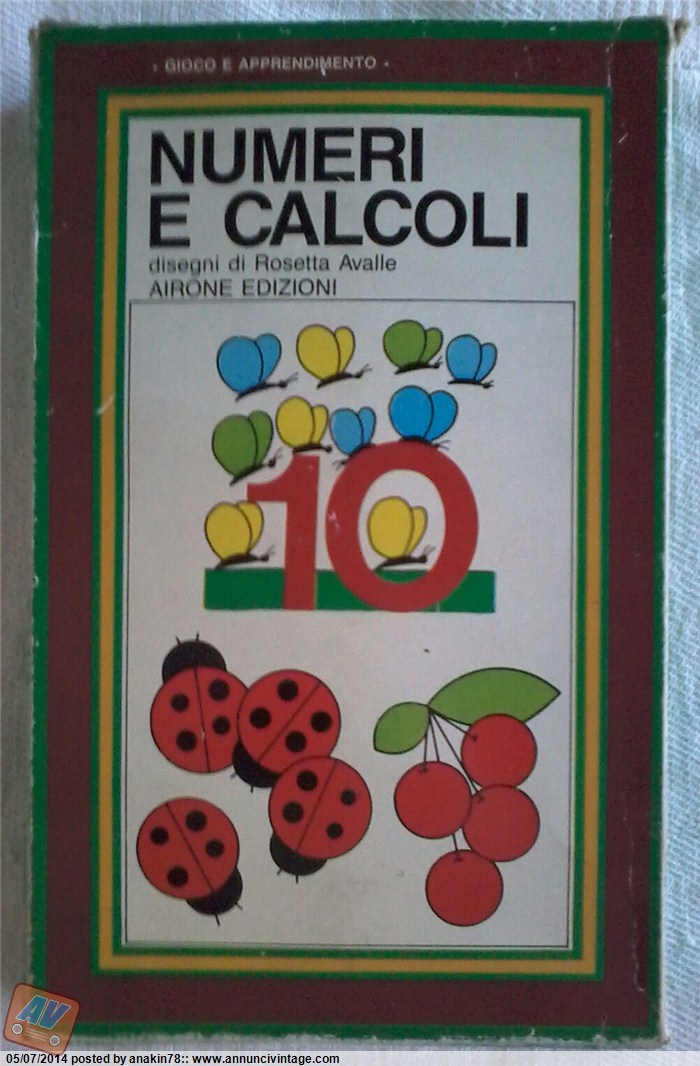 • GIOCO E APPRENDIMENTO •
NUMERI
E CALCOLI
disegni di Rosetta Avalle
AIRONE EDIZIONI
10
AV
05/07/2014 posted by anakin78:: www.annuncivintage.com